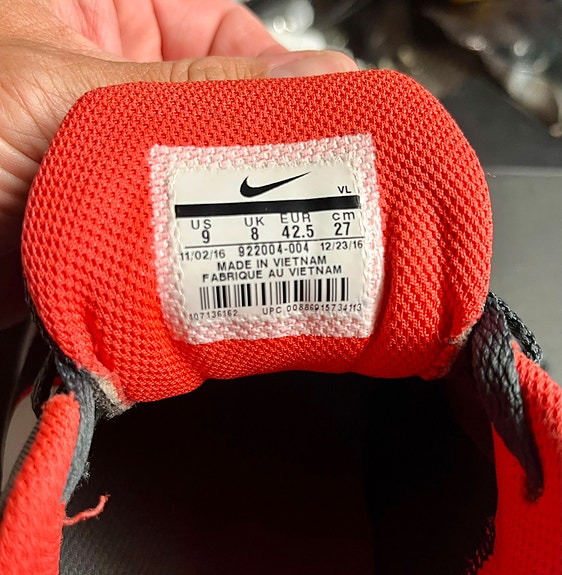 VL
US UK EUR cm
9 8 42.5 27
11/02/16 922004-004 12/23/16
MADE IN VIETNAM
FABRIQUE AU VIETNAM
107136162 UPC 00886915734113